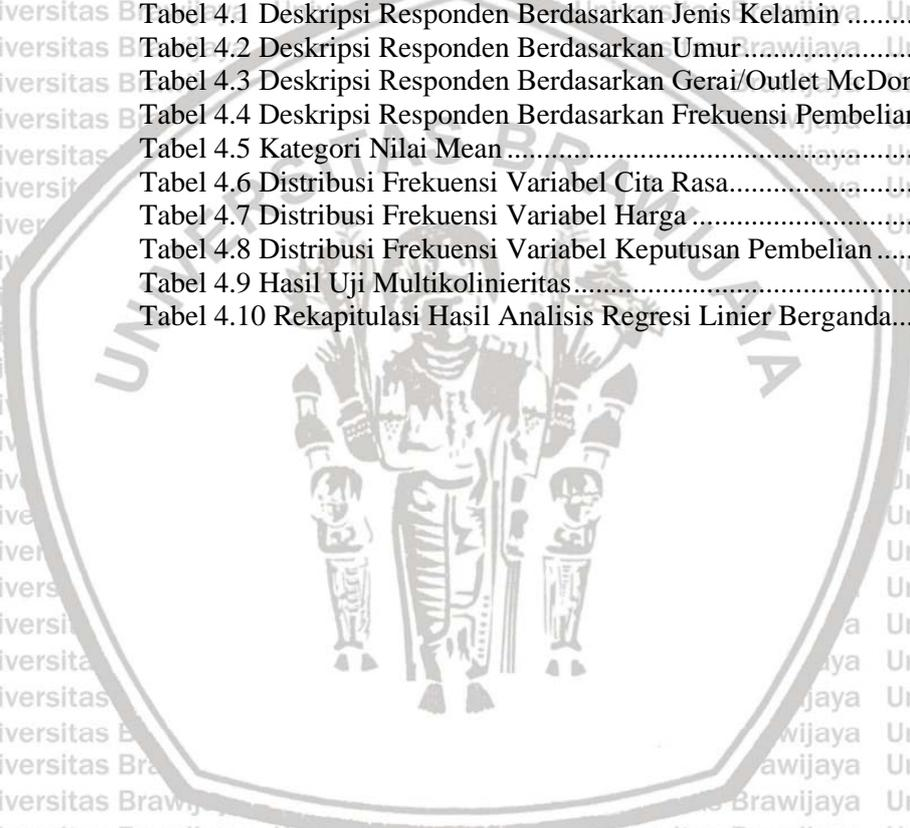 Tabel 4.1 Deskripsi Responden Berdasarkan Jenis Kelamin ..........
Tabel 4.2 Deskripsi Responden Berdasarkan Umur......................
Tabel 4.3 Deskripsi Responden Berdasarkan Gerai/Outlet
Tabel 4.4 Deskripsi Responden Berdasarkan Frekuensi
Tabel 4.5 Kategori Nilai Mean ......................................................
Tabel 4.6 Distribusi Frekuensi Variabel Cita Rasa........................
Tabel 4.7 Distribusi Frekuensi Variabel Harga .............................
Tabel 4.8 Distribusi Frekuensi Variabel Keputusan Pembelian .....
Tabel 4.9 Hasil Uji Multikolinieritas.............................................
Tabel 4.10 Rekapitulasi Hasil Analisis Regresi Linier Berganda...
UNIVERSITAS BRAWIJAYA